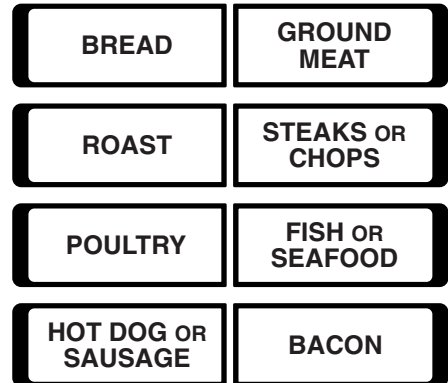 BREAD
GROUND
MEAT
ROAST
STEAKS OR
CHOPS
POULTRY
FISH OR
SEAFOOD
HOT DOG OR
SAUSAGE
BACON